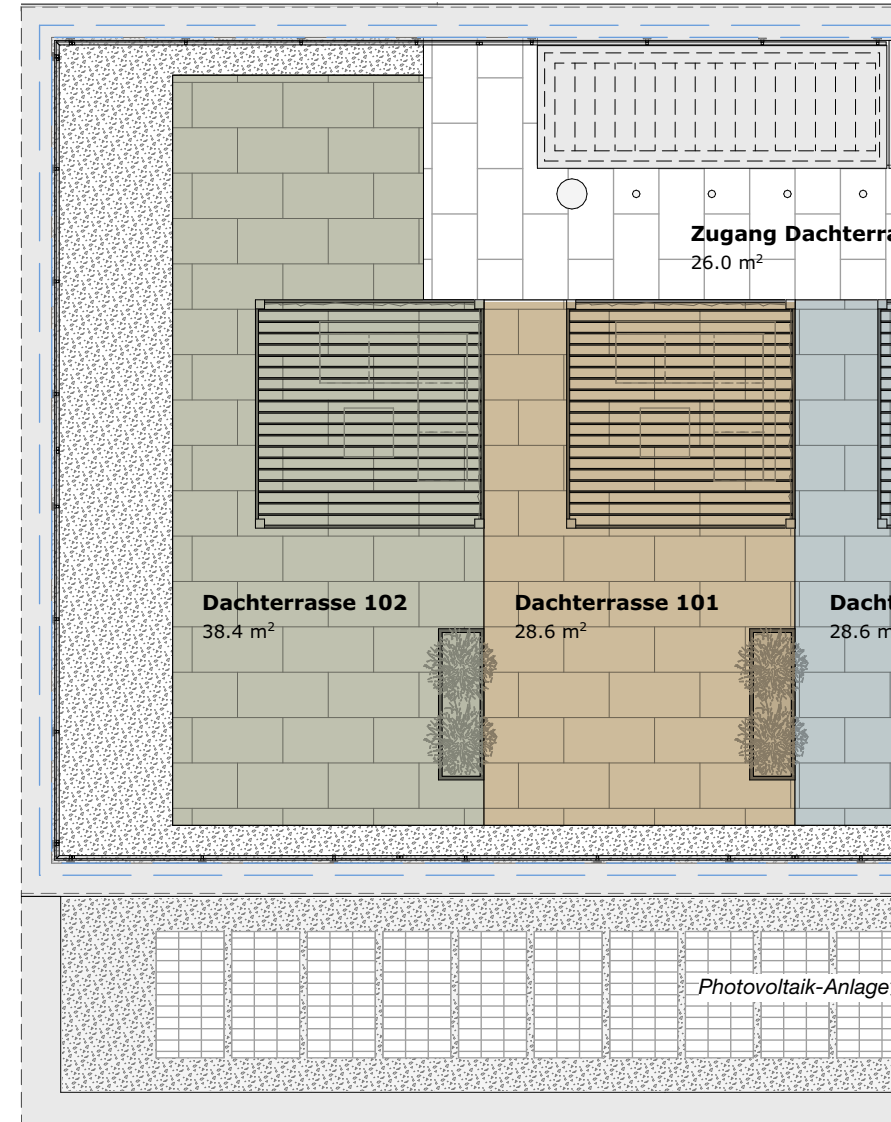 Zugang Dachterra
26.0 m²
Dachterrasse 102
38.4 m²
Dachterrasse 101
28.6 m²
Dacht
28.6 m
Photovoltaik-Anlage